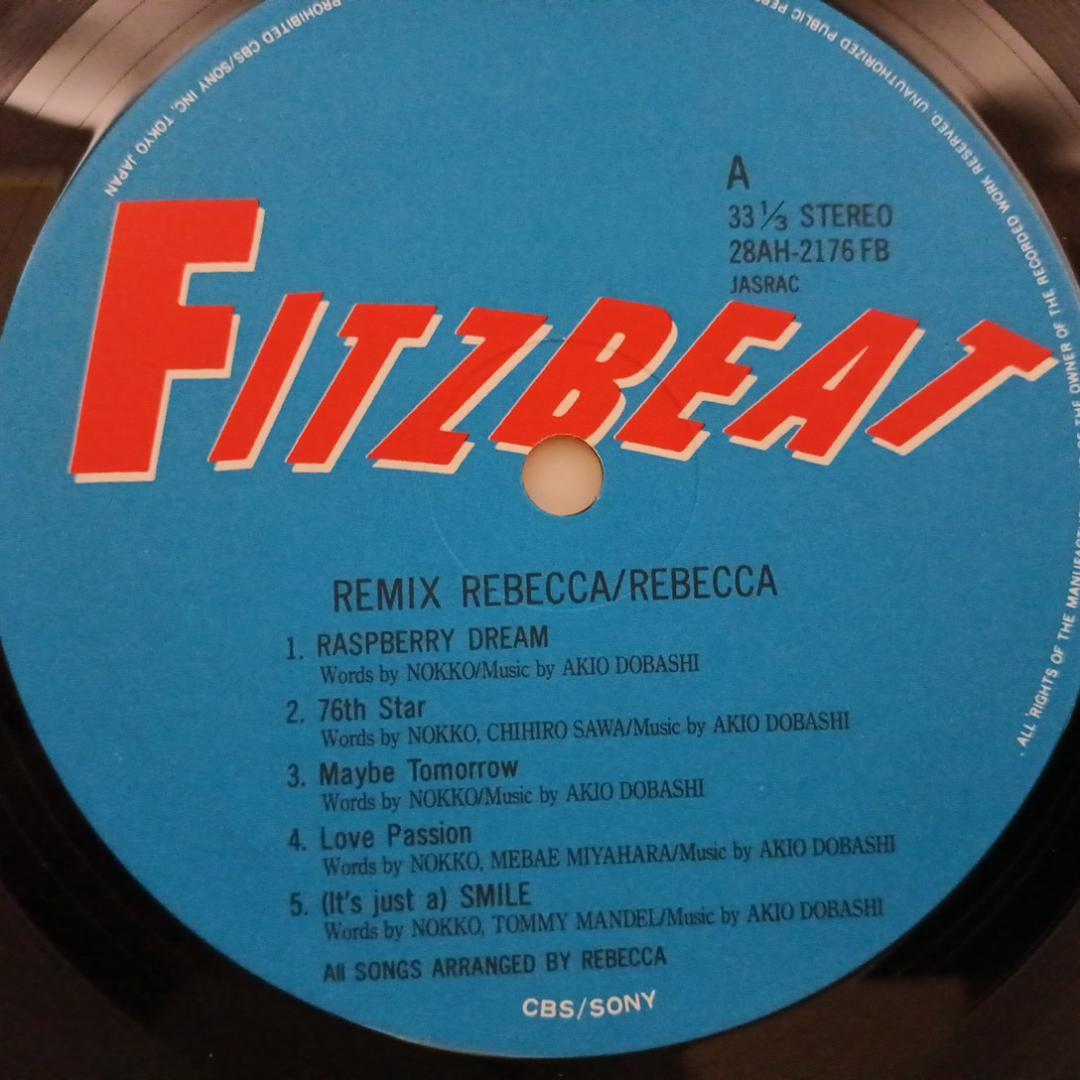 PROHIBITED CBS/SONY INC. TOKYO JAPAN
RECORDED WORK RESERVED. UNAUTHORIZED PUBLIC
A
33 1/3 STEREO
28AH-2176 FB
JASRAC
FITZBEAT
REMIX REBECCA/REBECCA
1. RASPBERRY DREAM
Words by NOKKO/Music by AKIO DOBASHI
2. 76th Star
Words by NOKKO, CHIHIRO SAWA/Music by AKIO DOBASHI
3. Maybe Tomorrow
Words by NOKKO/Music by AKIO DOBASHI
4. Love Passion
Words by NOKKO, MEBAE MIYAHARA/Music by AKIO DOBASHI
5. (It's just a) SMILE
Words by NOKKO, TOMMY MANDEL/Music by AKIO DOBASHI
All SONGS ARRANGED BY REBECCA
CBS/SONY
ALL RIGHTS OF THE THE OWNER OF THE